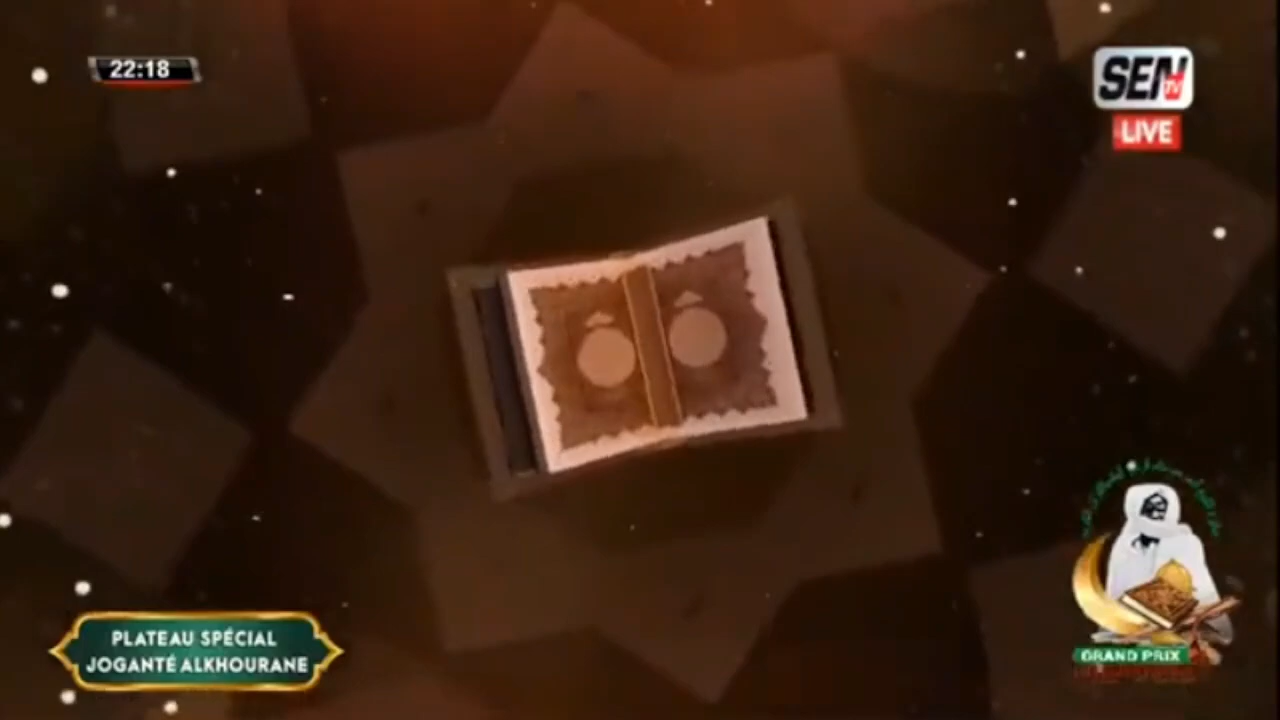 22:18
SEN
TV
LIVE
PLATEAU SPÉCIAL
JOGANTÉ ALKHOURANE
GRAND PRIX